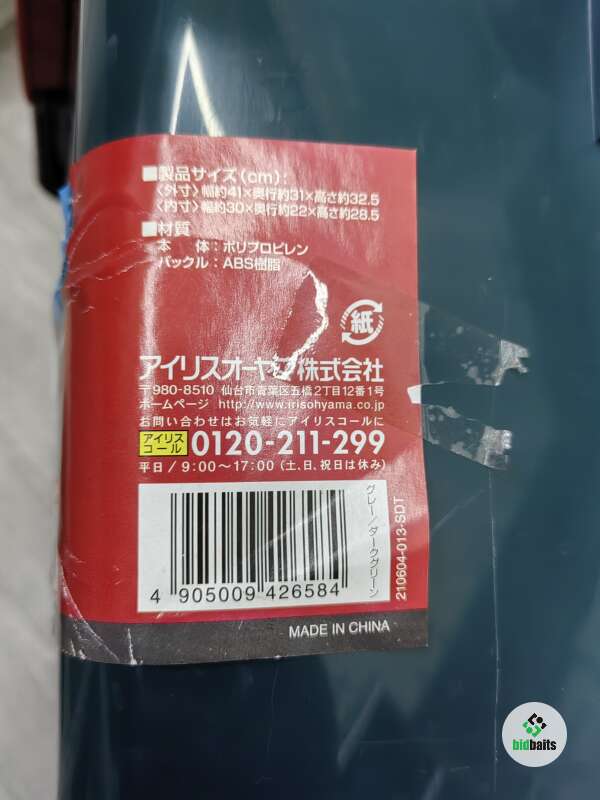 ■製品サイズ(cm):
〈外寸〉幅約41×奥行約31×高さ約32.5
〈内寸〉幅約30×奥行約22×高さ約28.5
■材質
本　体:ポリプロピレン
バックル:ABS樹脂
紙
アイリスオーヤマ株式会社
〒980-8510 仙台市青葉区五橋2丁目12番1号
ホームページ http://www.irisohyama.co.jp
お問い合わせはお気軽にアイリスコールに
アイリスコール 0120-211-299
平日/9:00〜17:00(土、日、祝日は休み)
グレー/ダークグリーン
4 905009 426584
210604-013-SDT
MADE IN CHINA
bidbaits